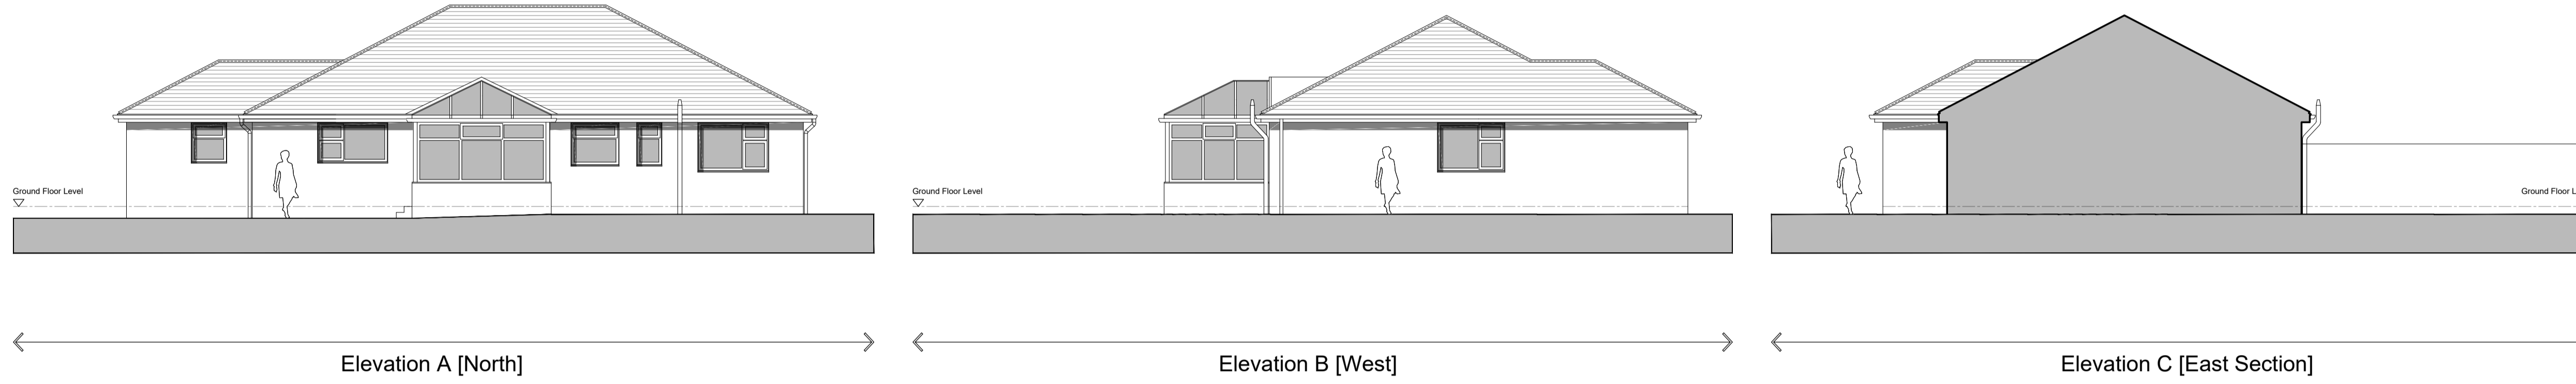 Ground Floor Level
Ground Floor Level
Ground Floor L
Elevation A [North]
Elevation B [West]
Elevation C [East Section]